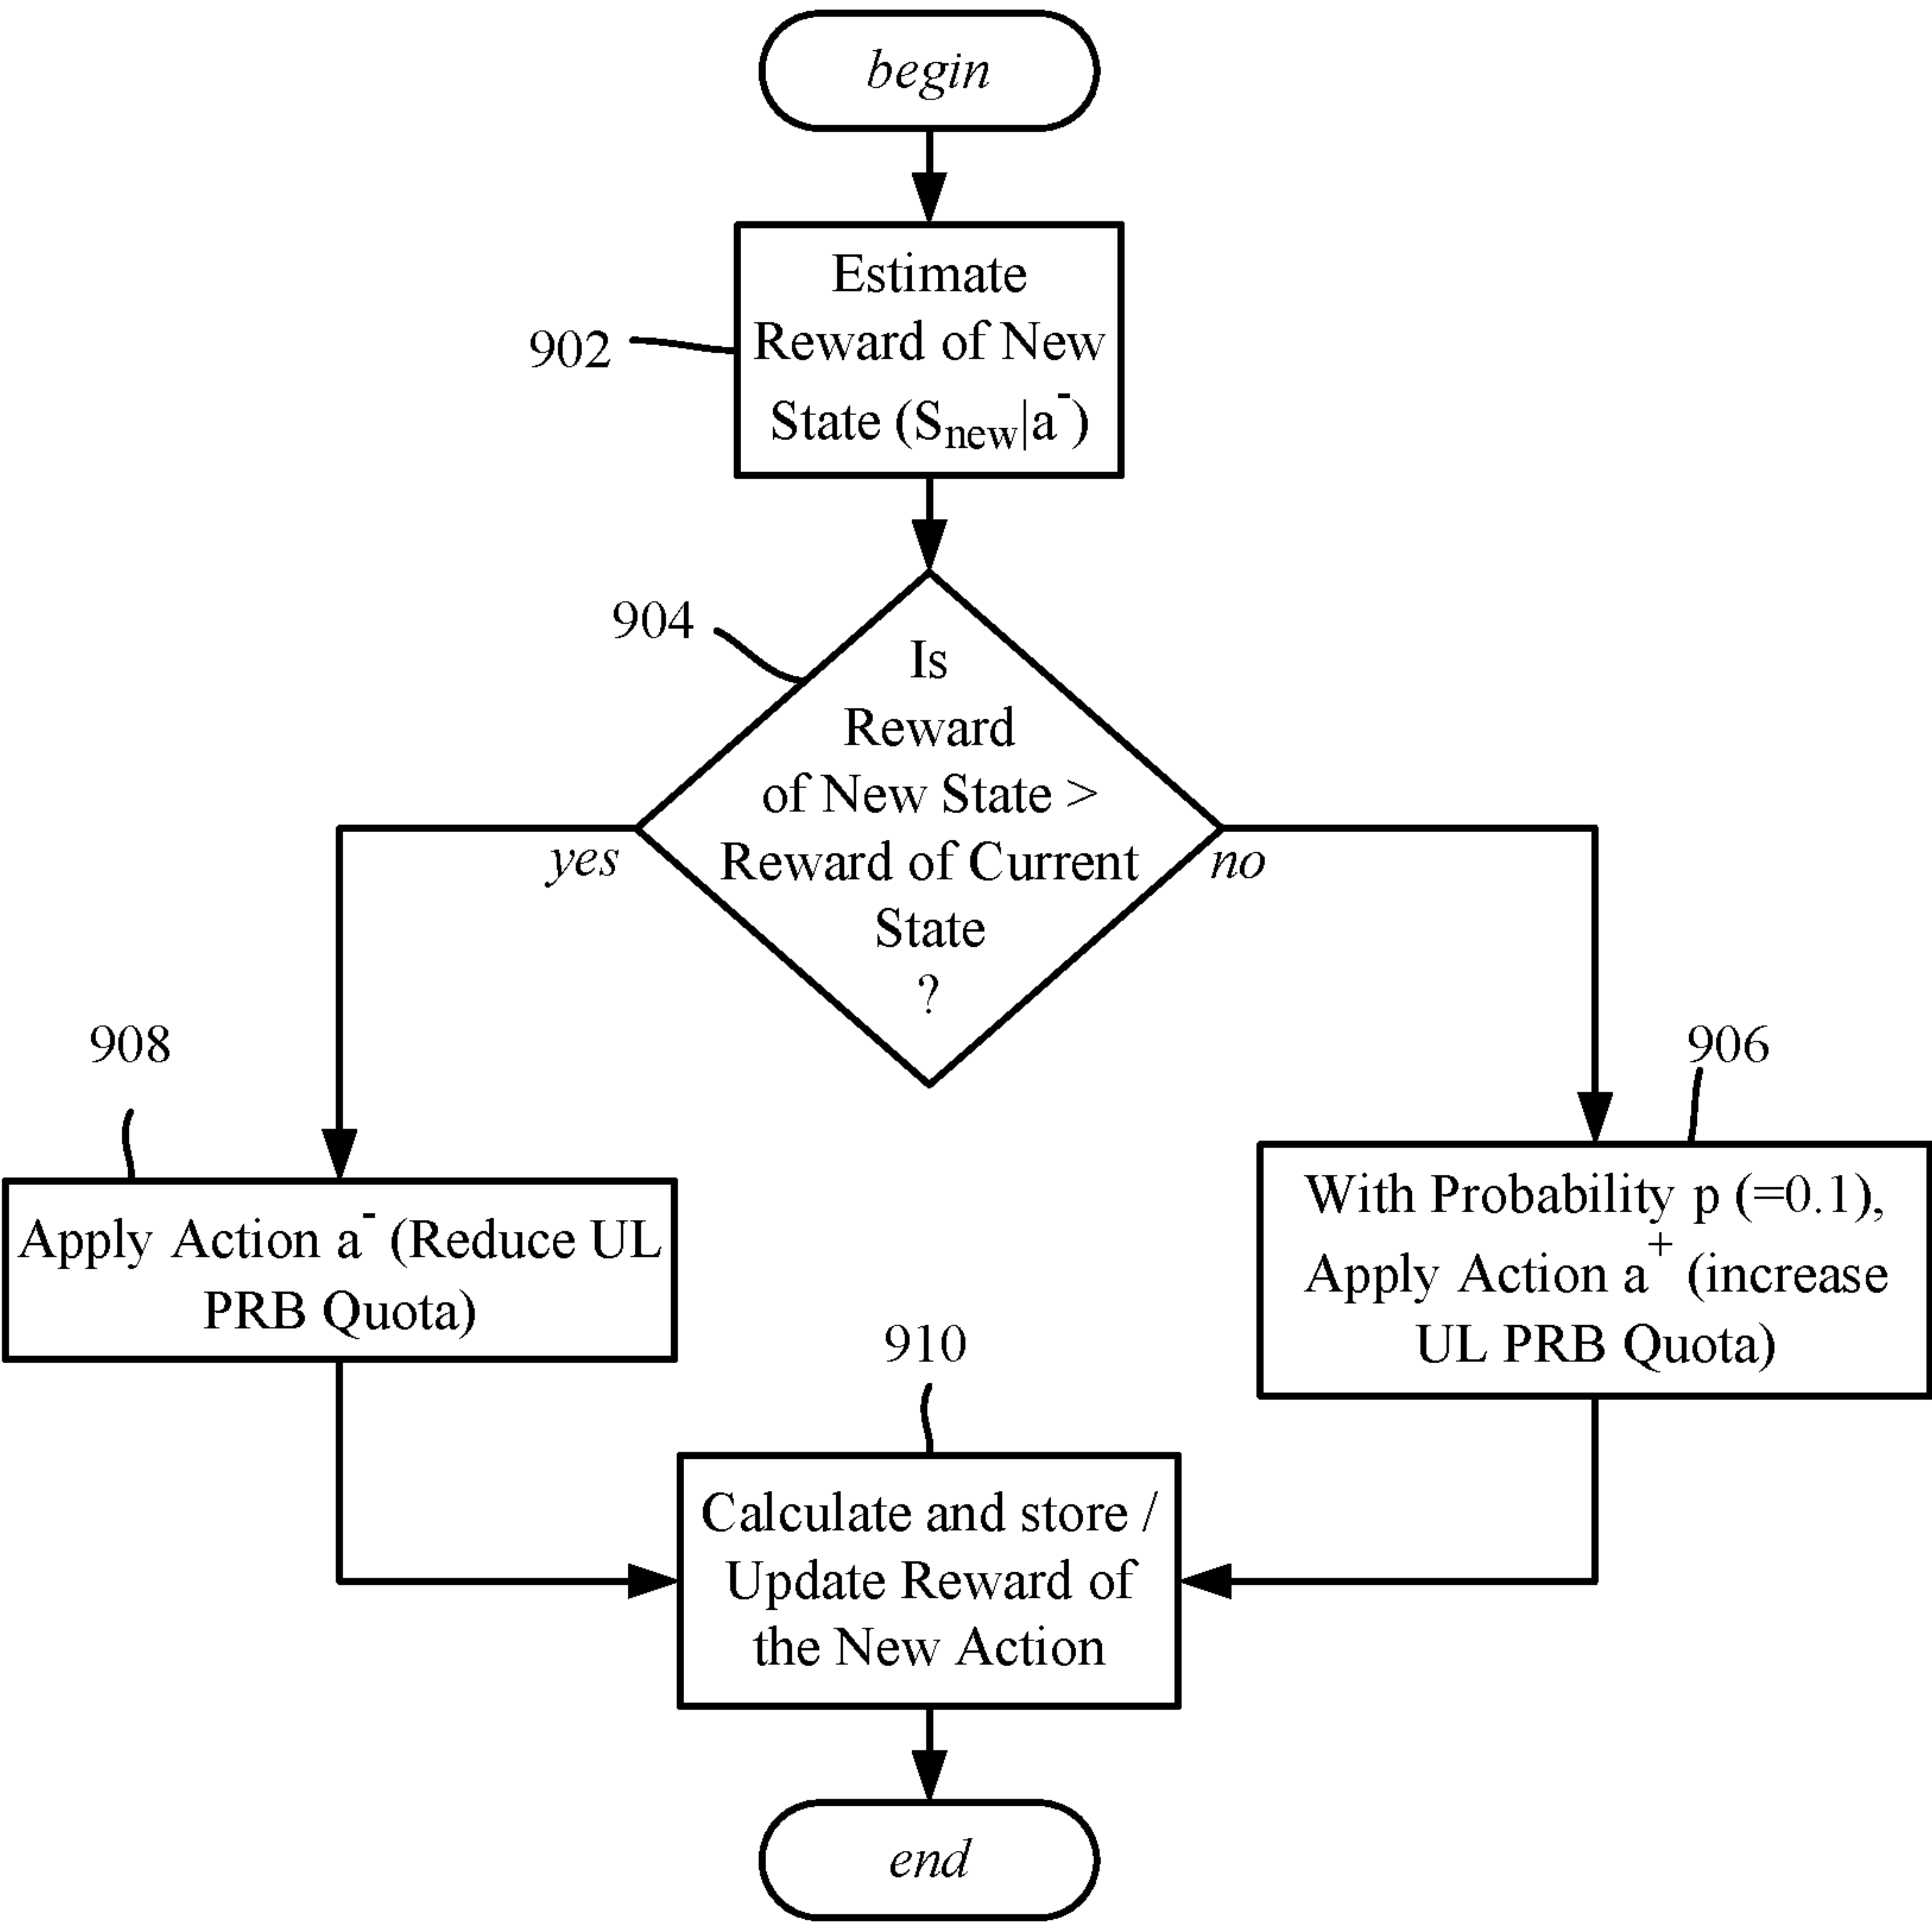 begin
Estimate
Reward of New
State (Sₙₑw|a⁻)
902
904
Is
Reward
of New State >
Reward of Current
State
?
yes
no
908
906
Apply Action a⁻ (Reduce UL
PRB Quota)
With Probability p (=0.1),
Apply Action a⁺ (increase
UL PRB Quota)
910
Calculate and store /
Update Reward of
the New Action
end